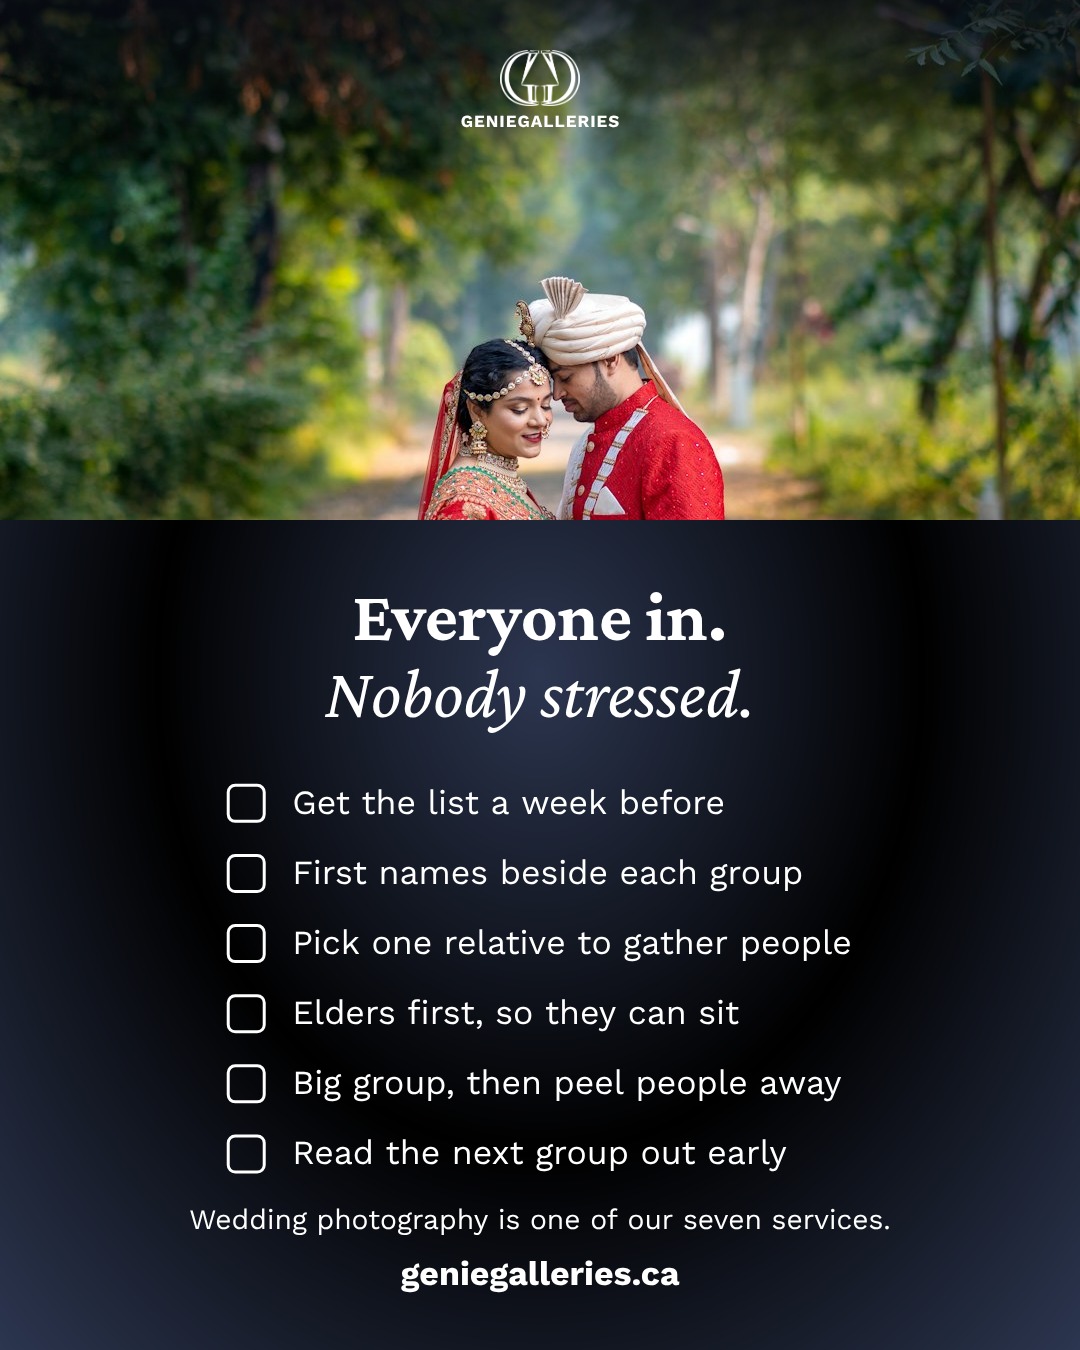 GENIEGALLERIES
Everyone in.
Nobody stressed.
Get the list a week before
First names beside each group
Pick one relative to gather people
Elders first, so they can sit
Big group, then peel people away
Read the next group out early
Wedding photography is one of our seven services.
geniegalleries.ca